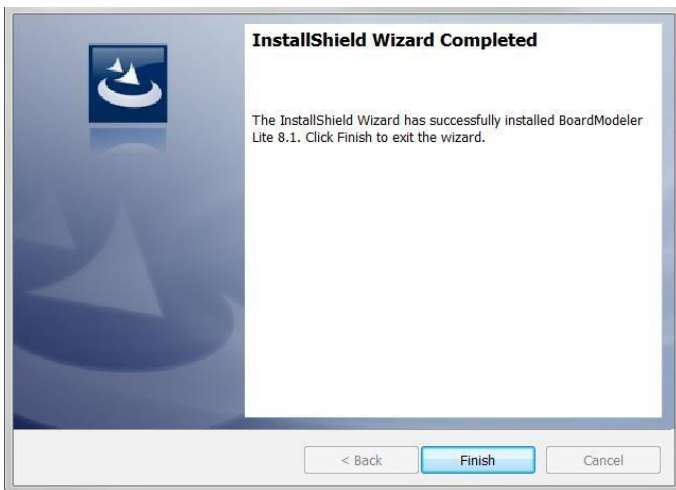 InstallShield Wizard Completed
The InstallShield Wizard has successfully installed BoardModeler
Lite 8.1. Click Finish to exit the wizard.
< Back
Finish
Cancel